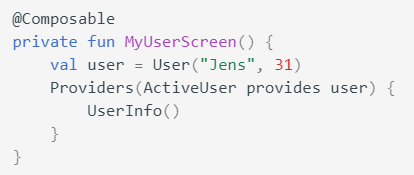 @Composable
private fun MyUserScreen() {
    val user = User("Jens", 31)
    Providers(ActiveUser provides user) {
        UserInfo()
    }
}